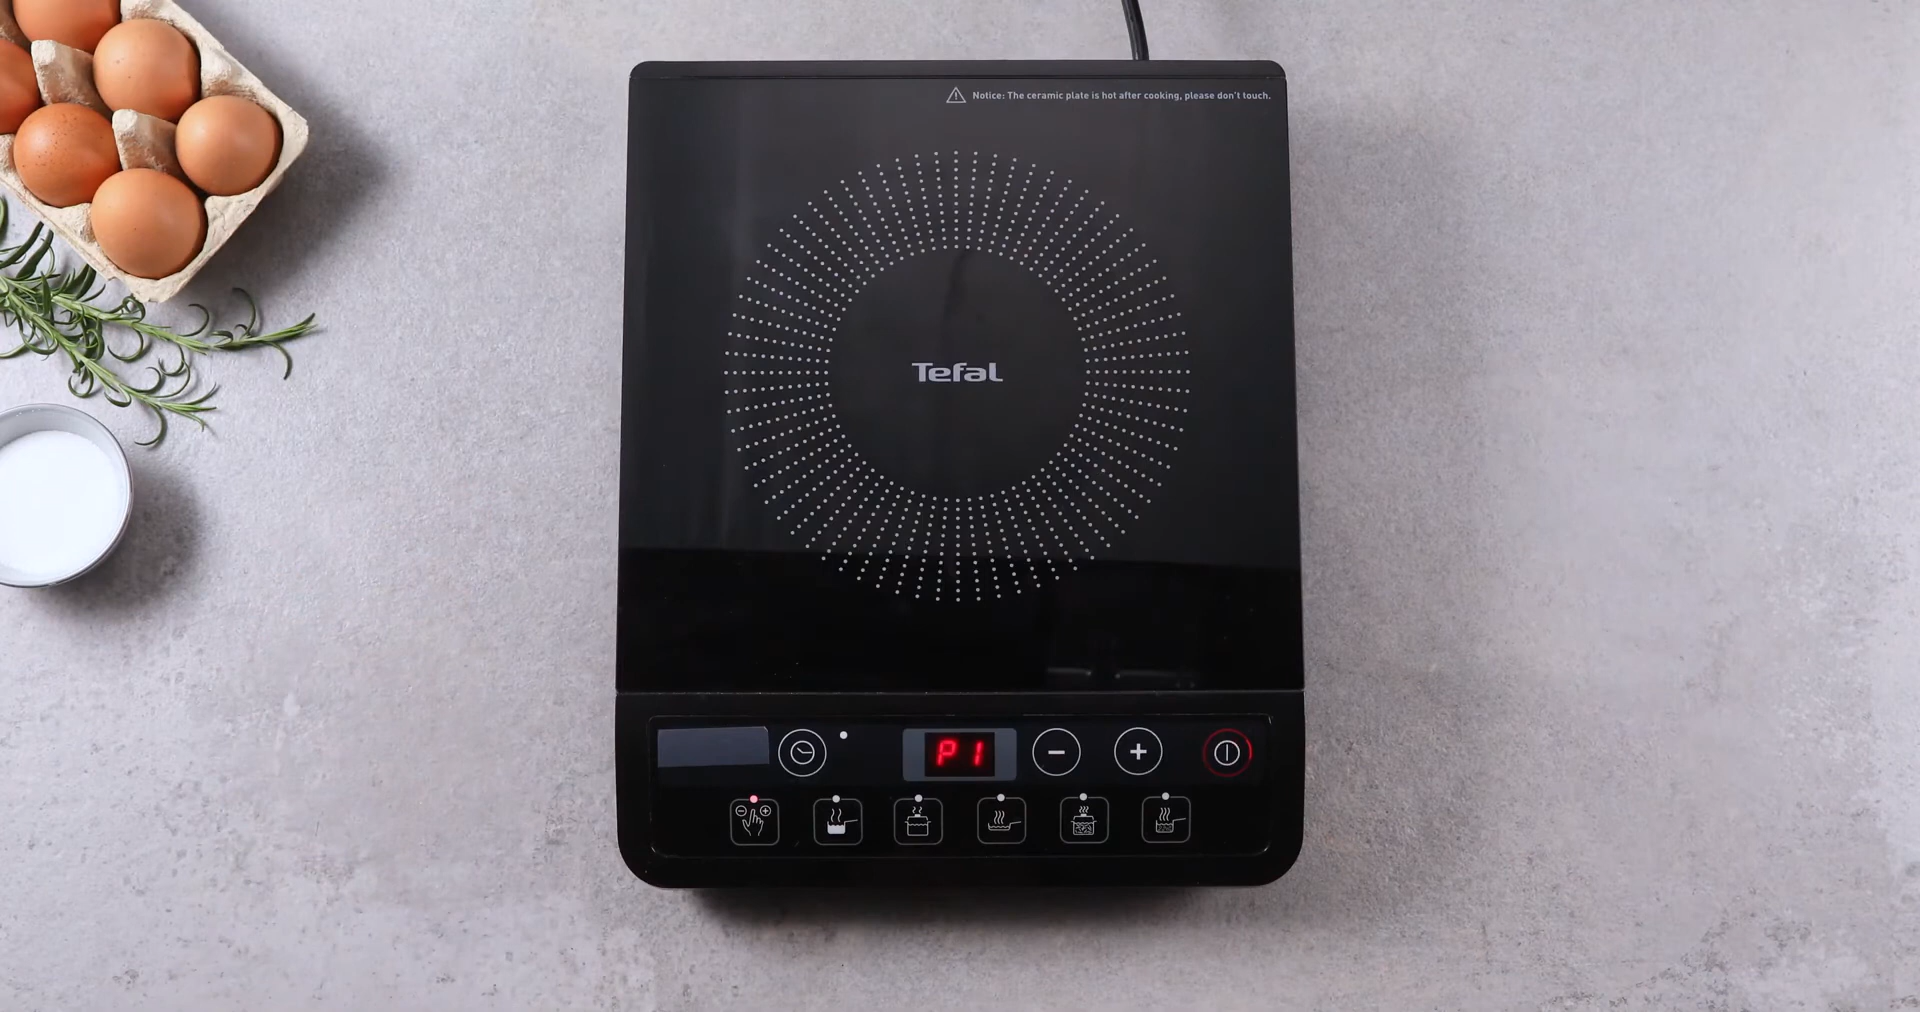 Notice: The ceramic plate is hot after cooking, please don't touch.
Tefal
P1